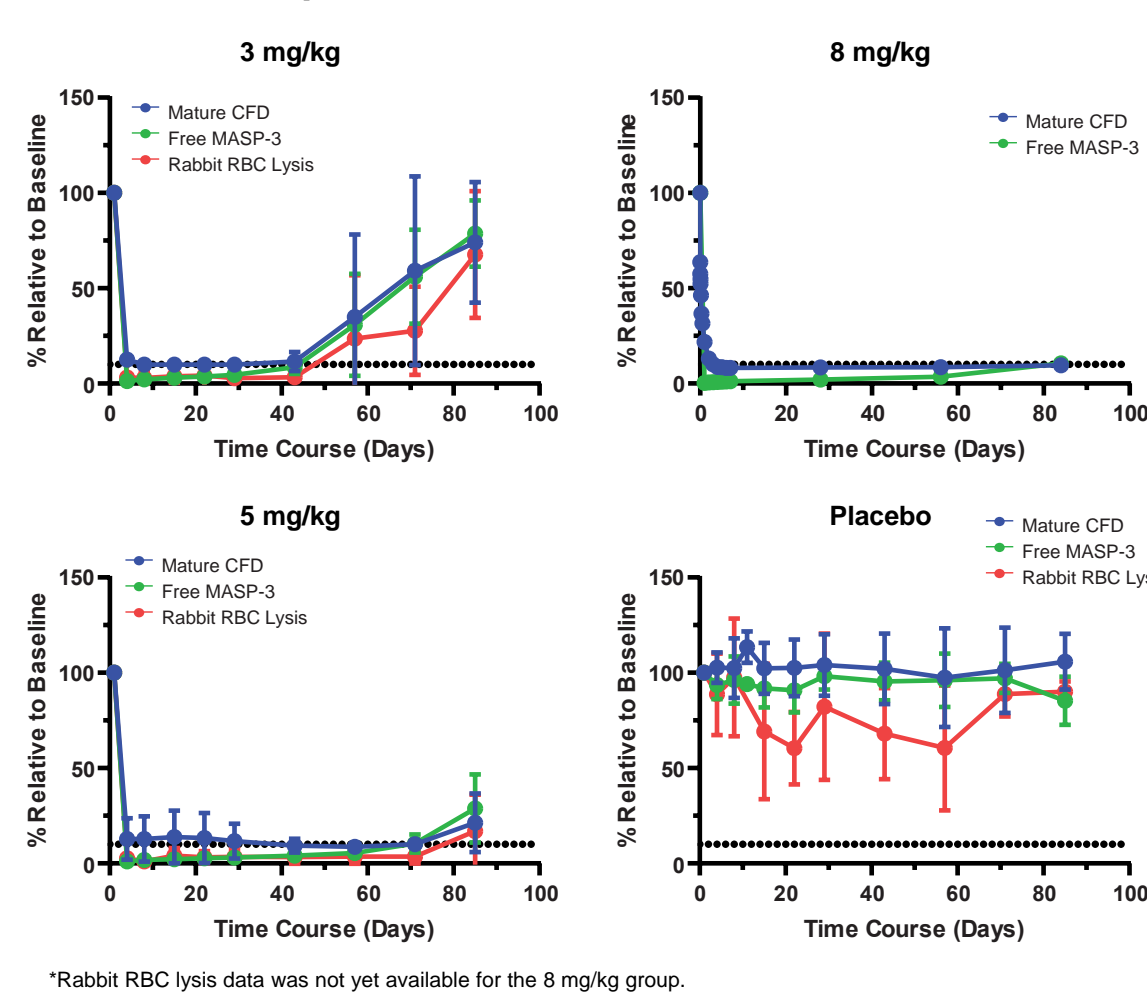 3 mg/kg
150
100
50
0
% Relative to Baseline
Mature CFD
Free MASP-3
Rabbit RBC Lysis
0 20 40 60 80 100
Time Course (Days)
8 mg/kg
150
100
50
0
% Relative to Baseline
Mature CFD
Free MASP-3
0 20 40 60 80 100
Time Course (Days)
5 mg/kg
150
100
50
0
% Relative to Baseline
Mature CFD
Free MASP-3
Rabbit RBC Lysis
0 20 40 60 80 100
Time Course (Days)
Placebo
150
100
50
0
% Relative to Baseline
Mature CFD
Free MASP-3
Rabbit RBC Lys
0 20 40 60 80 100
Time Course (Days)
*Rabbit RBC lysis data was not yet available for the 8 mg/kg group.